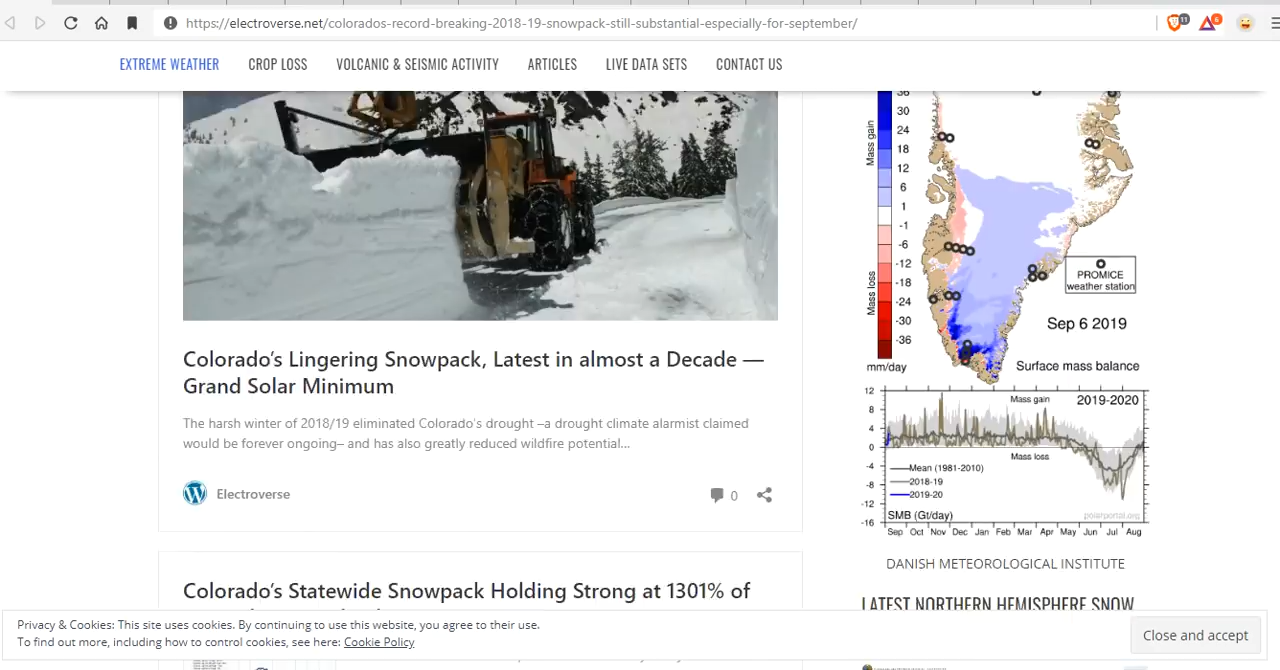 https://electroverse.net/colorados-record-breaking-2018-19-snowpack-still-substantial-especially-for-september/
11
6
EXTREME WEATHER CROP LOSS VOLCANIC & SEISMIC ACTIVITY ARTICLES LIVE DATA SETS CONTACT US
Colorado's Lingering Snowpack, Latest in almost a Decade —
Grand Solar Minimum
The harsh winter of 2018/19 eliminated Colorado's drought –a drought climate alarmist claimed
would be forever ongoing– and has also greatly reduced wildfire potential...
Electroverse
0
Colorado's Statewide Snowpack Holding Strong at 1301% of
Mass gain
Mass loss
36
30
24
18
12
6
1
-1
-6
-12
-18
-24
-30
-36
mm/day
PROMICE
weather station
Sep 6 2019
Surface mass balance
12
8
4
0
-4
-8
-12
-16
Mass gain
2019-2020
Mass loss
Mean (1981-2010)
2018-19
2019-20
SMB (Gt/day)
polarportal.org
Sep Oct Nov Dec Jan Feb Mar Apr May Jun Jul Aug
DANISH METEOROLOGICAL INSTITUTE
LATEST NORTHERN HEMISPHERE SNOW
Privacy & Cookies: This site uses cookies. By continuing to use this website, you agree to their use.
To find out more, including how to control cookies, see here: Cookie Policy
Close and accept